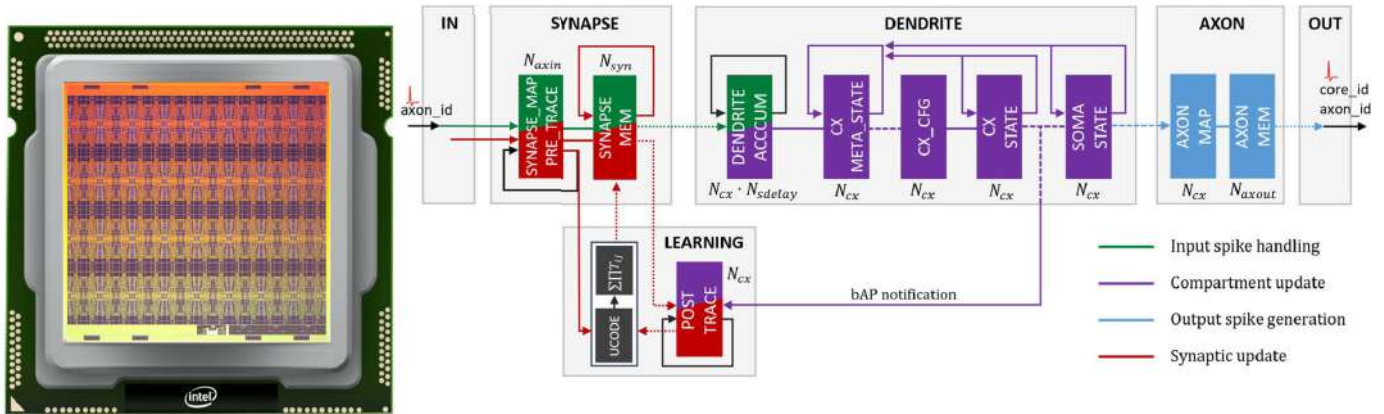 IN
SYNAPSE
DENDRITE
AXON
OUT
axon_id
N_axin
N_syn
SYNAPSE_MAP
PRE_TRACE
SYNAPSE
MEM
DENDRITE
ACCCUM
CX
META_STATE
CX_CFG
CX
STATE
SOMA
STATE
AXON
MAP
AXON
MEM
core_id
axon_id
N_cx · N_sdelay
N_cx
N_cx
N_cx
N_cx
N_cx
N_axout
LEARNING
ΣΠT_ij
UCODE
POST
TRACE
N_cx
bAP notification
Input spike handling
Compartment update
Output spike generation
Synaptic update
intel